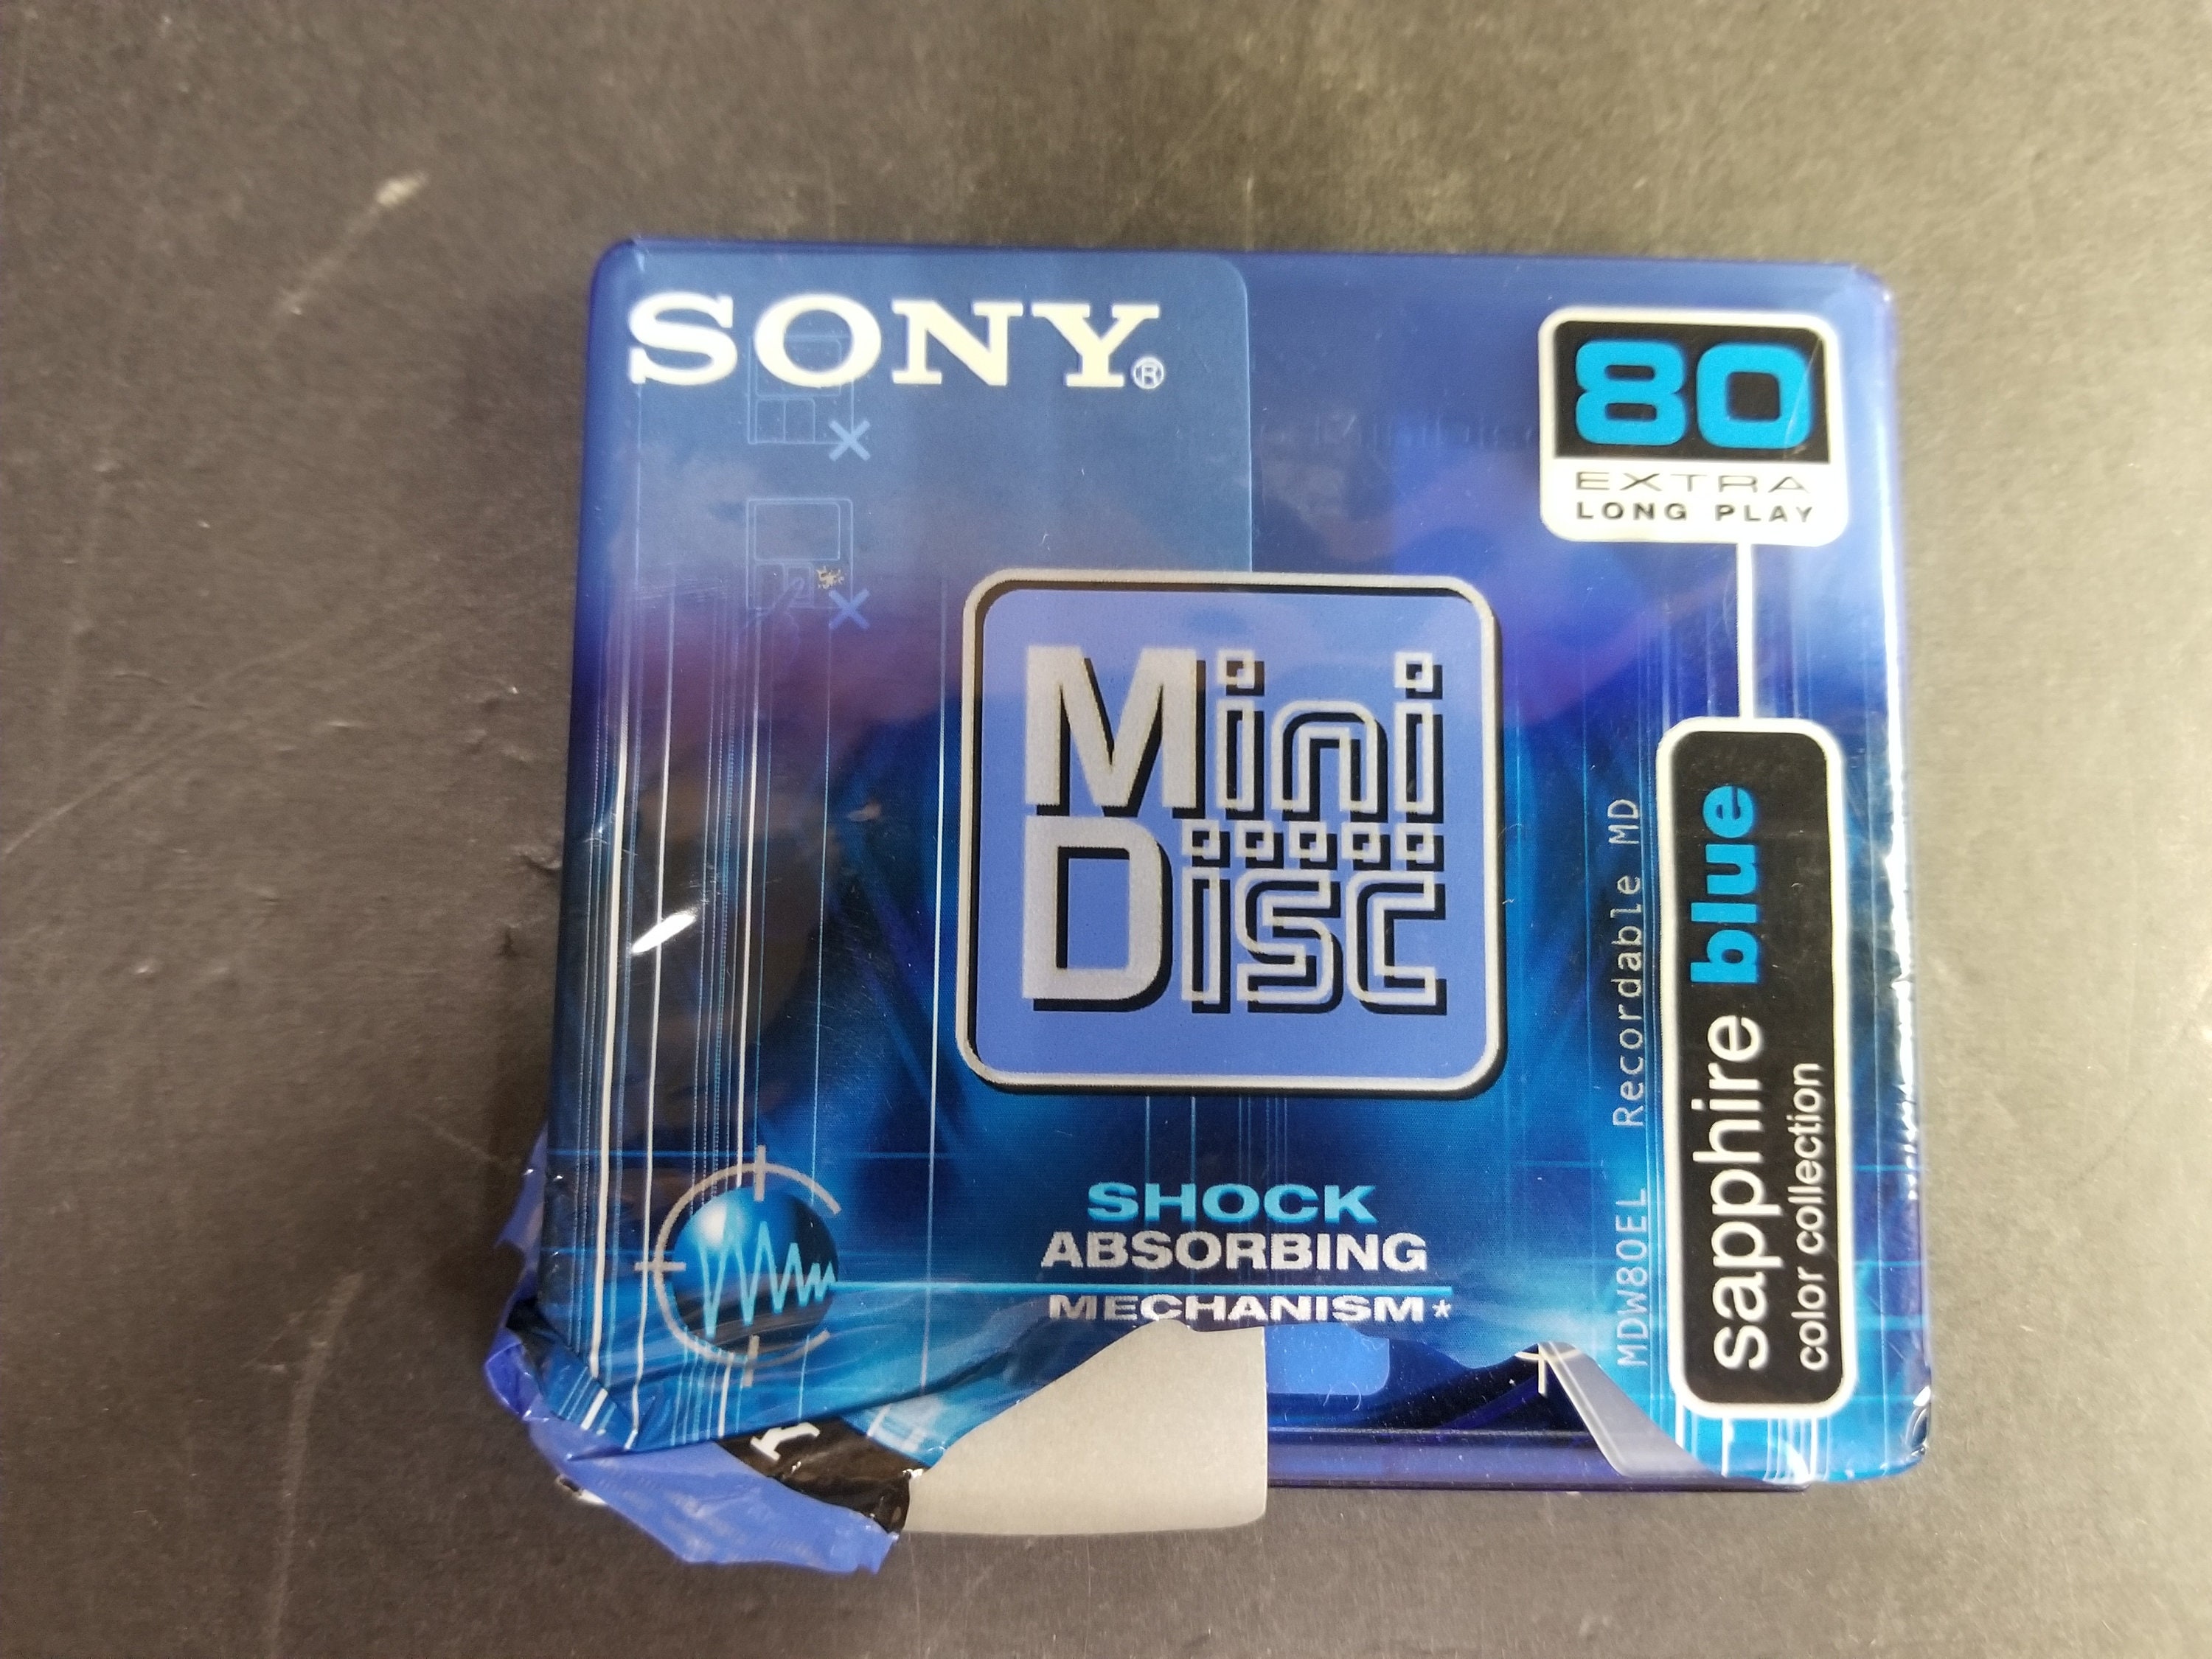 SONY®
80
EXTRA
LONG PLAY
Mini
Disc
SHOCK
ABSORBING
MECHANISM*
MDW80EL Recordable MD
sapphire blue
color collection